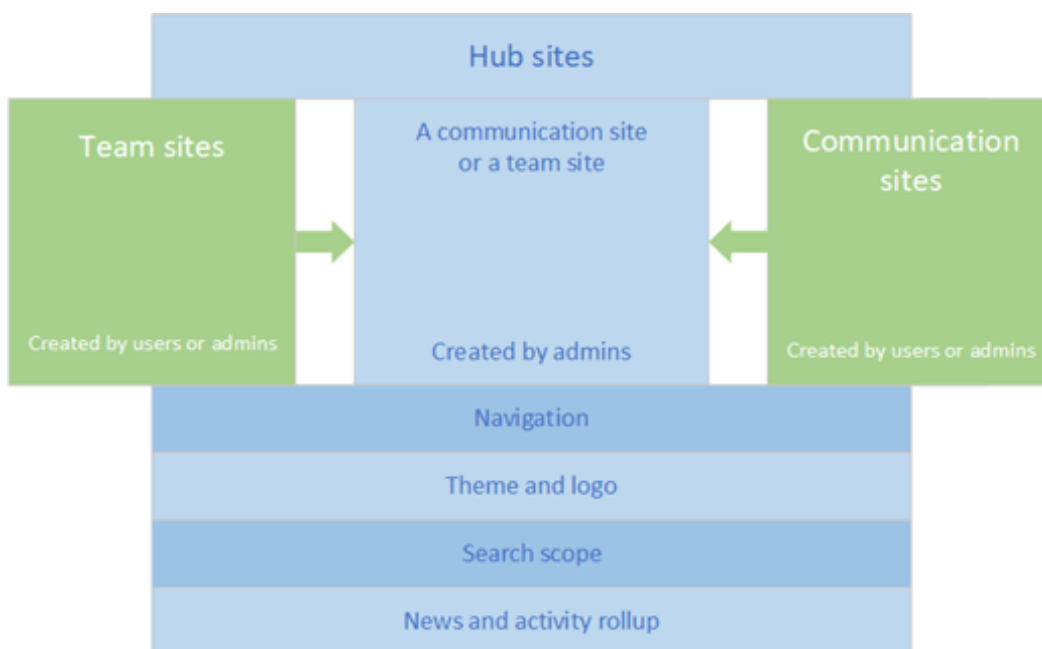 Hub sites
Team sites
Created by users or admins
A communication site
or a team site
Created by admins
Communication
sites
Created by users or admins
Navigation
Theme and logo
Search scope
News and activity rollup